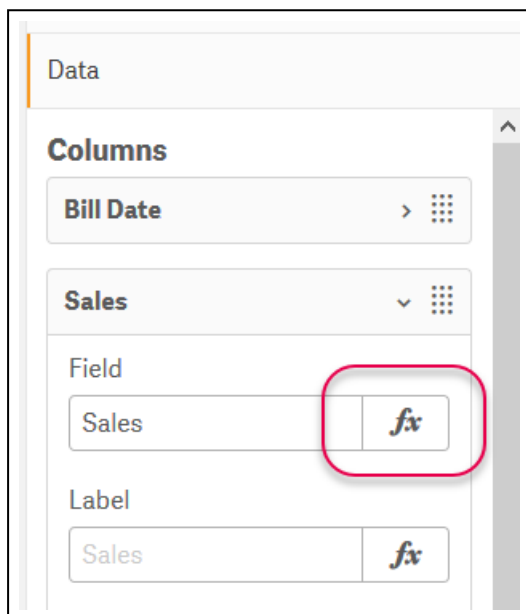 Data
Columns
Bill Date
Sales
Field
Sales fx
Label
Sales fx